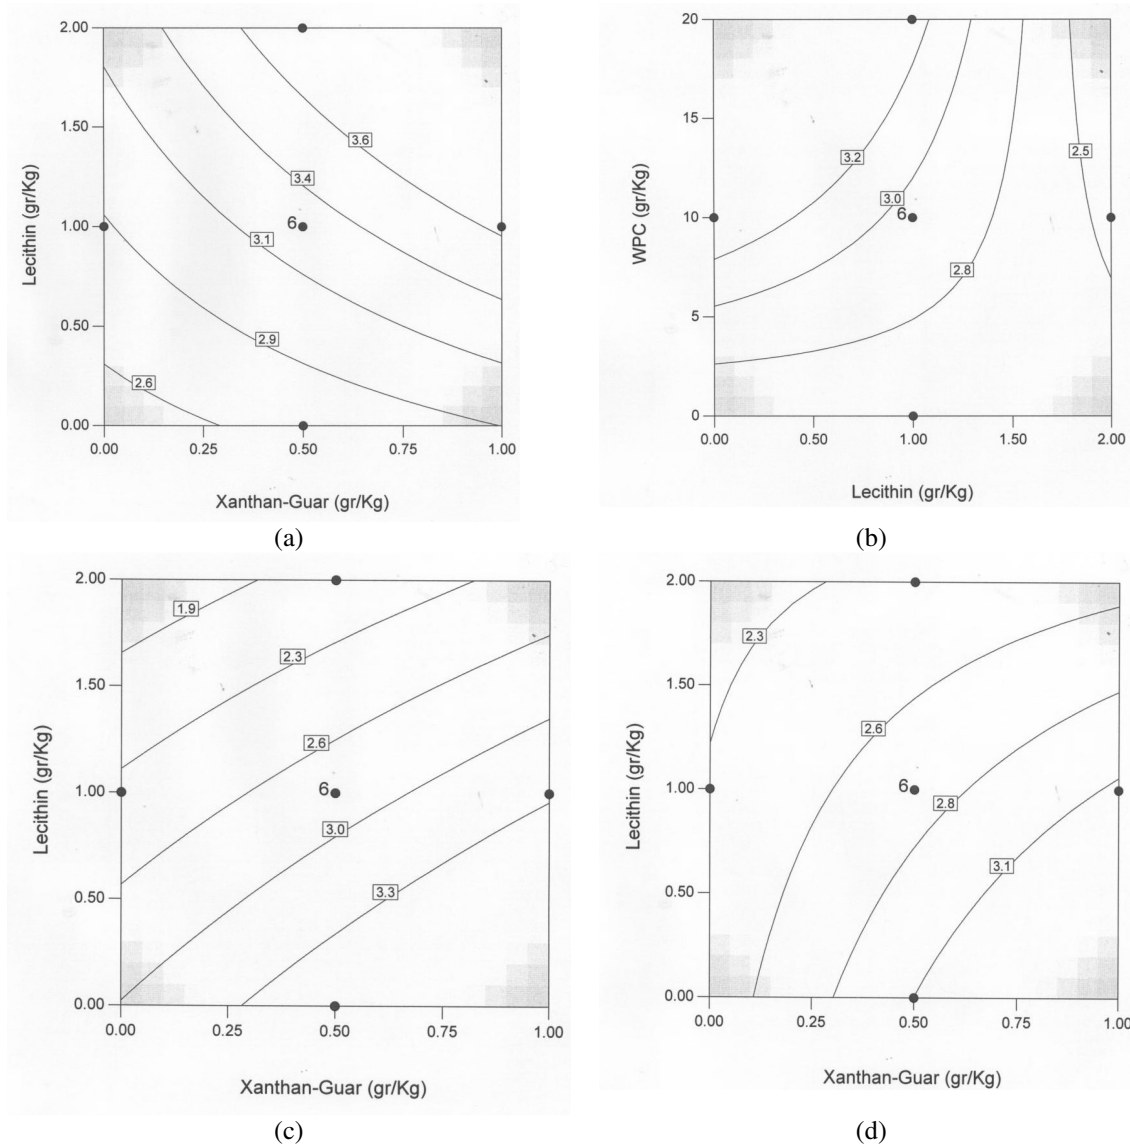 2.00
1.50
1.00
0.50
0.00
Lecithin (gr/Kg)
3.6
3.4
6
3.1
2.9
2.6
0.00 0.25 0.50 0.75 1.00
Xanthan-Guar (gr/Kg)
(a)
20
15
10
5
0
WPC (gr/Kg)
3.2
2.5
3.0
6
2.8
0.00 0.50 1.00 1.50 2.00
Lecithin (gr/Kg)
(b)
2.00
1.50
1.00
0.50
0.00
Lecithin (gr/Kg)
1.9
2.3
2.6
6
3.0
3.3
0.00 0.25 0.50 0.75 1.00
Xanthan-Guar (gr/Kg)
(c)
2.00
1.50
1.00
0.50
0.00
Lecithin (gr/Kg)
2.3
2.6
6
2.8
3.1
0.00 0.25 0.50 0.75 1.00
Xanthan-Guar (gr/Kg)
(d)